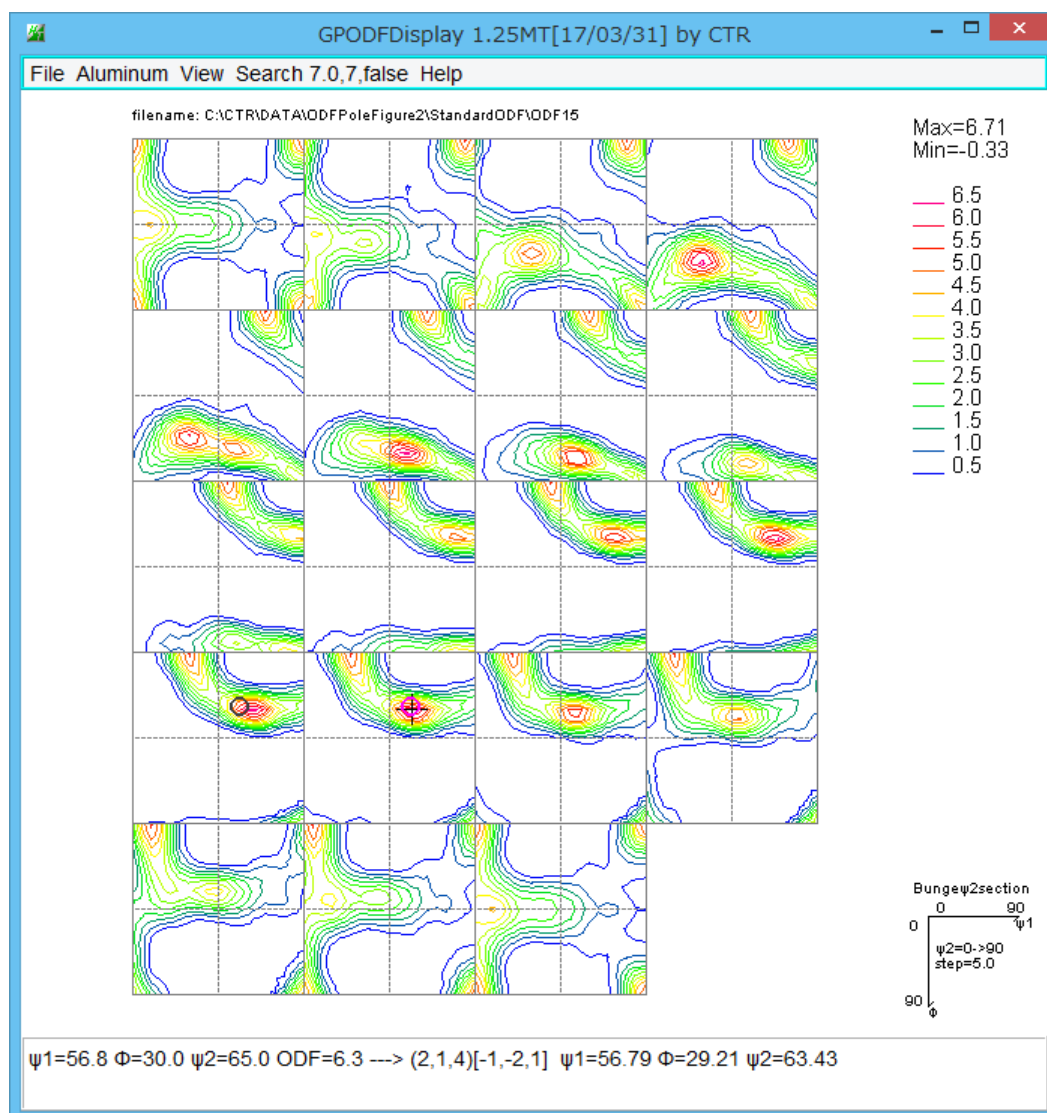 GPODFDisplay 1.25MT[17/03/31] by CTR
File Aluminum View Search 7.0,7,false Help
filename: C:\CTR\DATA\ODFPoleFigure2\StandardODF\ODF15
Max=6.71
Min=-0.33
6.5
6.0
5.5
5.0
4.5
4.0
3.5
3.0
2.5
2.0
1.5
1.0
0.5
Bungeψ2section
0 90
ψ1
0
ψ2=0->90
step=5.0
90
Φ
ψ1=56.8 Φ=30.0 ψ2=65.0 ODF=6.3 ---> (2,1,4)[-1,-2,1] ψ1=56.79 Φ=29.21 ψ2=63.43